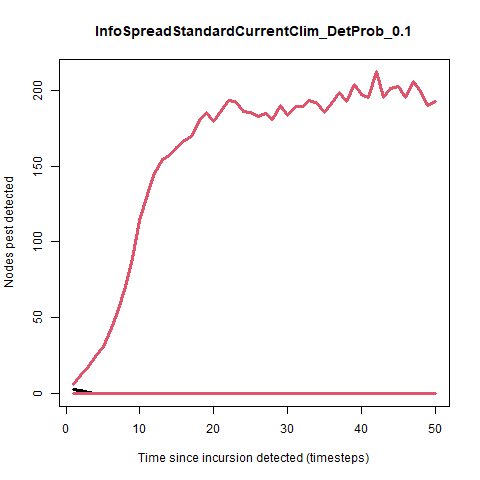 InfoSpreadStandardCurrentClim_DetProb_0.1
Nodes pest detected
200
150
100
50
0
0 10 20 30 40 50
Time since incursion detected (timesteps)